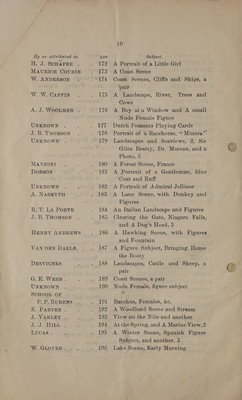 10
By or attributed to LOT Subject
H. J. SCHÄFRE . 172 A Portrait of a Little Girl
MAURICE COUSIN . 173 A Coast Scene
W. ANDERSON . . 174 Coast Scenes, Cliffs and Ships, a
pair
W. W. CAFFIN . . 175 A Landscape, River, Trees and
Cows
A. J. WOOLMER . . 176 A Boy at a Window and A small
Nude Female Figure
UNKNOWN . . . 177 Dutch Peasants Playing Cards
J. B. THOMSON . . 178 Portrait of a Racehorse, "Minora"
UNKNOWN . . . 179 Landscapes and Seaviews, 2, Sir
Giles Beatty, Dr. Morvan, and a
Photo, 5
MANZONI . . . 180 A Forest Scene, France
DOBSON . . . 181 A Portrait of a Gentleman, blue
Coat and Ruff
UNKNOWN . . . 182 A Portrait of Admiral Jellicoe
A. NASMYTH . . 183 A Lane Scene, with Donkey and
Figures
R. T. LA PORTE . 184 An Italian Landscape and Figures
J. B. THOMSON . . 185 Clearing the Gate, Niagara Falls,
and A Dog's Head, 3
HENRY ANDREWS . 186 A Hawking Scene, with Figures
and Fountain
VAN DEN DAELE . 187 A Figure Subject, Bringing Home
the Booty
DESVIGNES . . 188 Landscapes, Cattle and Sheep, a
pair
G. E. WEBB . . 189 Coast Scenes, a pair
UNKNOWN . . . 190 Nude Female, figure subject
SCHOOL OF
P. P. RUBENS . . 191 Bacchus, Females, &c.
E. PARTEN . . . 192 A Woodland Scene and Stream
J. VARLEY . . . 193 View on the Nile and another
J. J. HILL . . 194 At the Spring, and A Marine View, 2
LUCAS . . . . 195 A Winter Scene, Spanish Figure
Subject, and another, 3
W. GLOVER . . . 196 Lake Scene, Early Morning